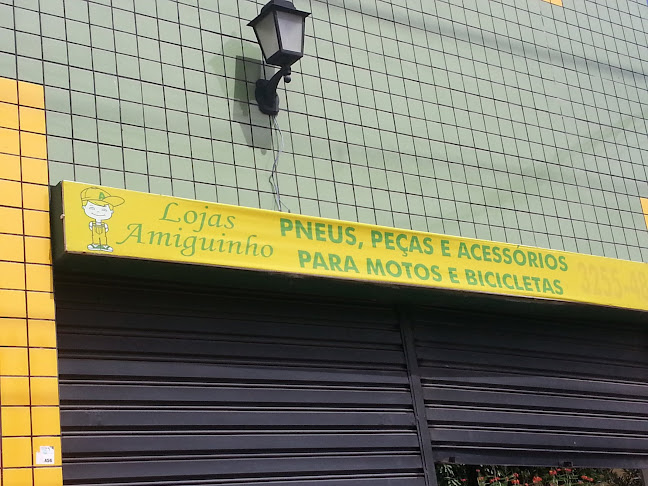 Lojas
Amiguinho
PNEUS, PEÇAS E ACESSÓRIOS
PARA MOTOS E BICICLETAS